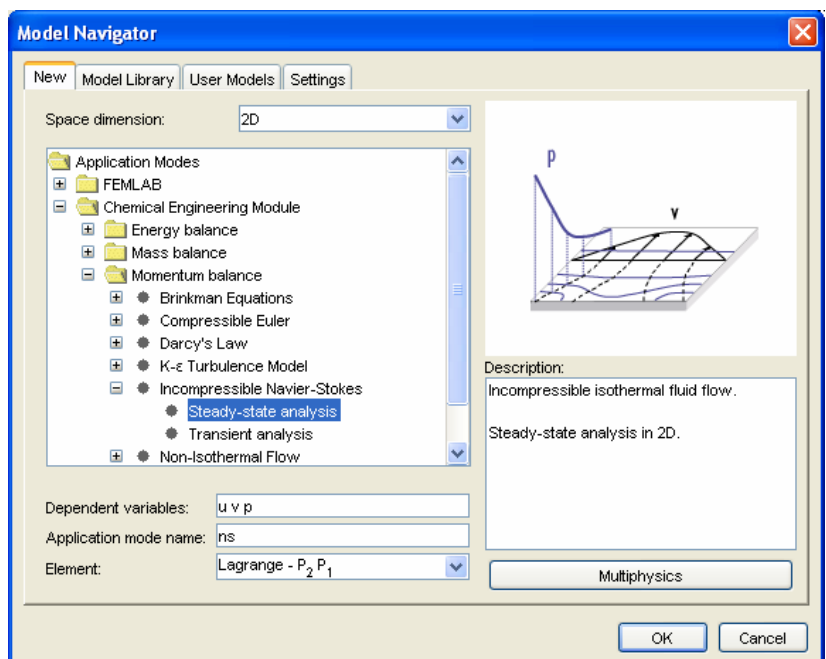 Model Navigator
New Model Library User Models Settings
Space dimension: 2D
Application Modes
FEMLAB
Chemical Engineering Module
Energy balance
Mass balance
Momentum balance
Brinkman Equations
Compressible Euler
Darcy's Law
K-ε Turbulence Model
Incompressible Navier-Stokes
Steady-state analysis
Transient analysis
Non-Isothermal Flow
p
v
Description:
Incompressible isothermal fluid flow.
Steady-state analysis in 2D.
Dependent variables: u v p
Application mode name: ns
Element: Lagrange - P₂ P₁
Multiphysics
OK Cancel